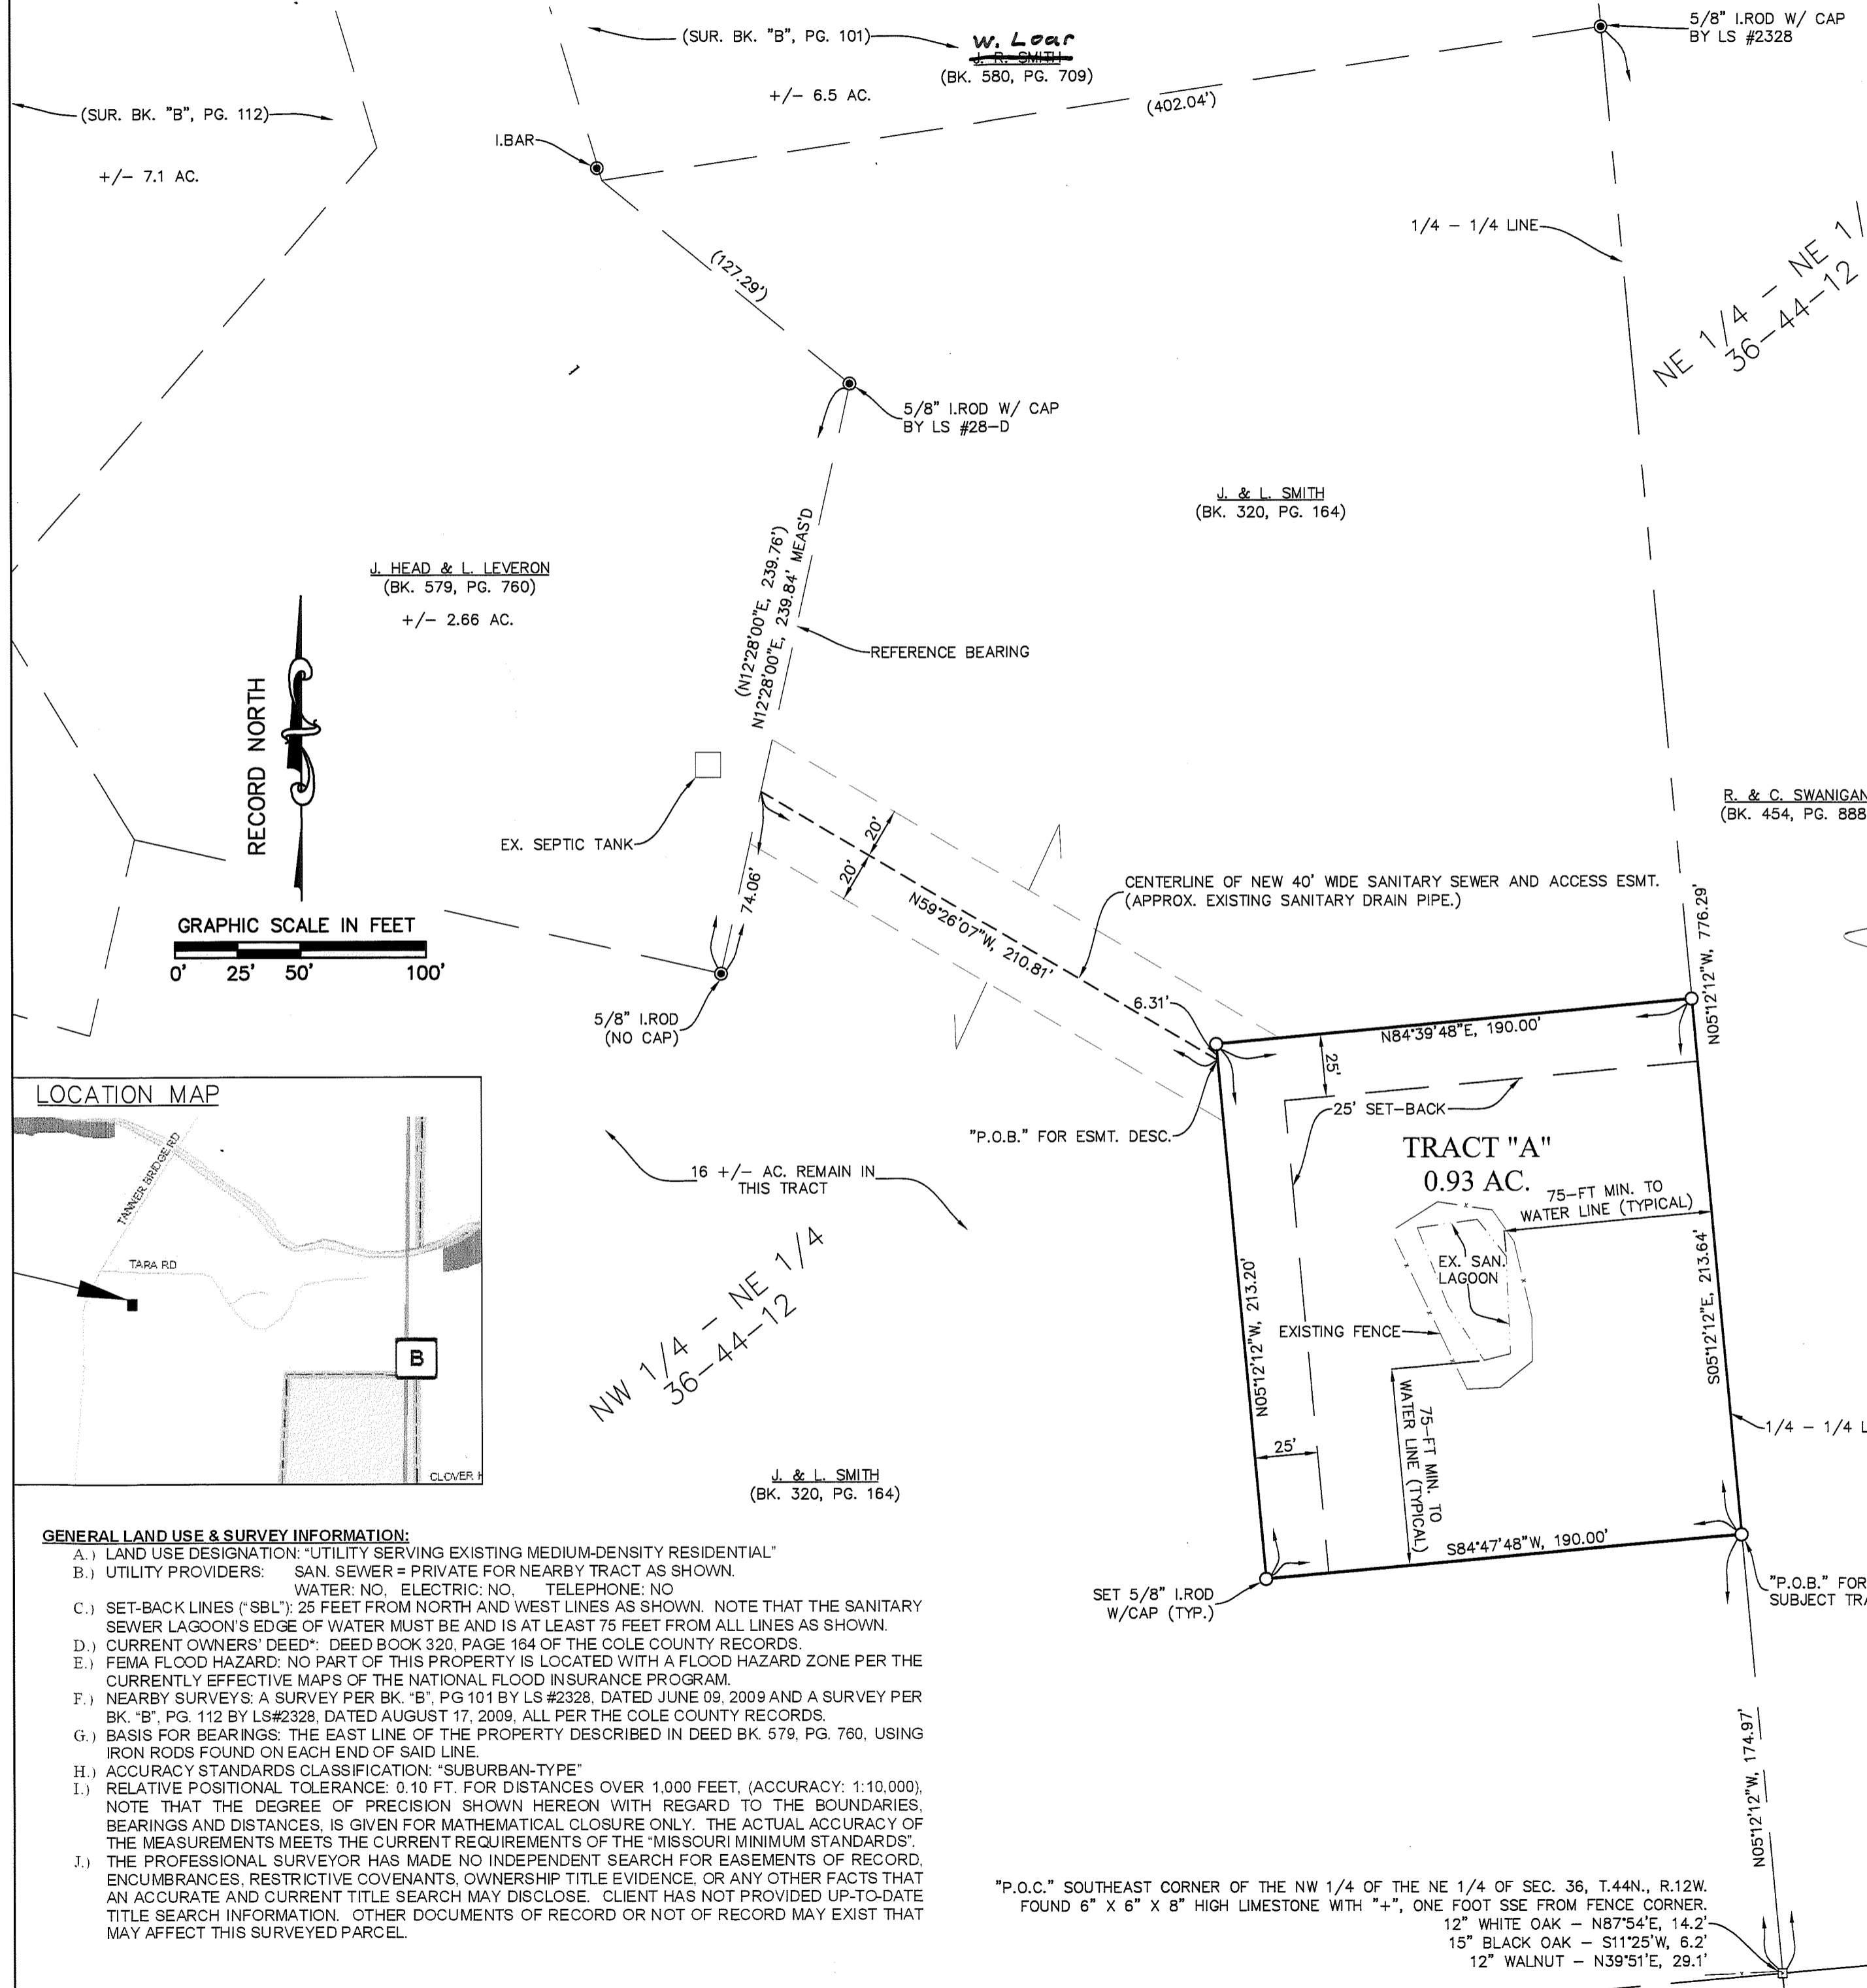 (SUR. BK. "B", PG. 101)
W. Loar
J. R. SMITH
(BK. 580, PG. 709)
+/- 6.5 AC.
5/8" I.ROD W/ CAP
BY LS #2328
(402.04')
(SUR. BK. "B", PG. 112)
+/- 7.1 AC.
I.BAR
1/4 - 1/4 LINE
(127.29')
NE 1/4 - NE 1/
36-44-12
5/8" I.ROD W/ CAP
BY LS #28-D
J. & L. SMITH
(BK. 320, PG. 164)
(N12°28'00"E, 239.76')
N12°28'00"E, 239.84' MEAS'D
J. HEAD & L. LEVERON
(BK. 579, PG. 760)
+/- 2.66 AC.
REFERENCE BEARING
RECORD NORTH
EX. SEPTIC TANK
R. & C. SWANIGAN
(BK. 454, PG. 888
20'
20'
74.06'
N59°26'07"W, 210.81'
CENTERLINE OF NEW 40' WIDE SANITARY SEWER AND ACCESS ESMT.
(APPROX. EXISTING SANITARY DRAIN PIPE.)
N05°12'12"W, 776.29'
GRAPHIC SCALE IN FEET
0' 25' 50' 100'
5/8" I.ROD
(NO CAP)
6.31'
N84°39'48"E, 190.00'
25'
25' SET-BACK
"P.O.B." FOR ESMT. DESC.
LOCATION MAP
TANNER BRIDGE RD
TARA RD
B
CLOVER H
16 +/- AC. REMAIN IN
THIS TRACT
TRACT "A"
0.93 AC.
75-FT MIN. TO
WATER LINE (TYPICAL)
EX. SAN.
LAGOON
EXISTING FENCE
N05°12'12"W, 213.20'
S05°12'12"E, 213.64'
NW 1/4 - NE 1/4
36-44-12
1/4 - 1/4 L
25'
75-FT MIN. TO
WATER LINE (TYPICAL)
J. & L. SMITH
(BK. 320, PG. 164)
S84°47'48"W, 190.00'
SET 5/8" I.ROD
W/CAP (TYP.)
"P.O.B." FOR
SUBJECT TRA
GENERAL LAND USE & SURVEY INFORMATION:
A.) LAND USE DESIGNATION: "UTILITY SERVING EXISTING MEDIUM-DENSITY RESIDENTIAL"
B.) UTILITY PROVIDERS: SAN. SEWER = PRIVATE FOR NEARBY TRACT AS SHOWN.
WATER: NO, ELECTRIC: NO, TELEPHONE: NO
C.) SET-BACK LINES ("SBL"): 25 FEET FROM NORTH AND WEST LINES AS SHOWN. NOTE THAT THE SANITARY
SEWER LAGOON'S EDGE OF WATER MUST BE AND IS AT LEAST 75 FEET FROM ALL LINES AS SHOWN.
D.) CURRENT OWNERS' DEED*: DEED BOOK 320, PAGE 164 OF THE COLE COUNTY RECORDS.
E.) FEMA FLOOD HAZARD: NO PART OF THIS PROPERTY IS LOCATED WITH A FLOOD HAZARD ZONE PER THE
CURRENTLY EFFECTIVE MAPS OF THE NATIONAL FLOOD INSURANCE PROGRAM.
F.) NEARBY SURVEYS: A SURVEY PER BK. "B", PG 101 BY LS #2328, DATED JUNE 09, 2009 AND A SURVEY PER
BK. "B", PG. 112 BY LS#2328, DATED AUGUST 17, 2009, ALL PER THE COLE COUNTY RECORDS.
G.) BASIS FOR BEARINGS: THE EAST LINE OF THE PROPERTY DESCRIBED IN DEED BK. 579, PG. 760, USING
IRON RODS FOUND ON EACH END OF SAID LINE.
H.) ACCURACY STANDARDS CLASSIFICATION: "SUBURBAN-TYPE"
I.) RELATIVE POSITIONAL TOLERANCE: 0.10 FT. FOR DISTANCES OVER 1,000 FEET, (ACCURACY: 1:10,000),
NOTE THAT THE DEGREE OF PRECISION SHOWN HEREON WITH REGARD TO THE BOUNDARIES,
BEARINGS AND DISTANCES, IS GIVEN FOR MATHEMATICAL CLOSURE ONLY. THE ACTUAL ACCURACY OF
THE MEASUREMENTS MEETS THE CURRENT REQUIREMENTS OF THE "MISSOURI MINIMUM STANDARDS".
J.) THE PROFESSIONAL SURVEYOR HAS MADE NO INDEPENDENT SEARCH FOR EASEMENTS OF RECORD,
ENCUMBRANCES, RESTRICTIVE COVENANTS, OWNERSHIP TITLE EVIDENCE, OR ANY OTHER FACTS THAT
AN ACCURATE AND CURRENT TITLE SEARCH MAY DISCLOSE. CLIENT HAS NOT PROVIDED UP-TO-DATE
TITLE SEARCH INFORMATION. OTHER DOCUMENTS OF RECORD OR NOT OF RECORD MAY EXIST THAT
MAY AFFECT THIS SURVEYED PARCEL.
N05°12'12"W, 174.97'
"P.O.C." SOUTHEAST CORNER OF THE NW 1/4 OF THE NE 1/4 OF SEC. 36, T.44N., R.12W.
FOUND 6" X 6" X 8" HIGH LIMESTONE WITH "+", ONE FOOT SSE FROM FENCE CORNER.
12" WHITE OAK - N87°54'E, 14.2'
15" BLACK OAK - S11°25'W, 6.2'
12" WALNUT - N39°51'E, 29.1'